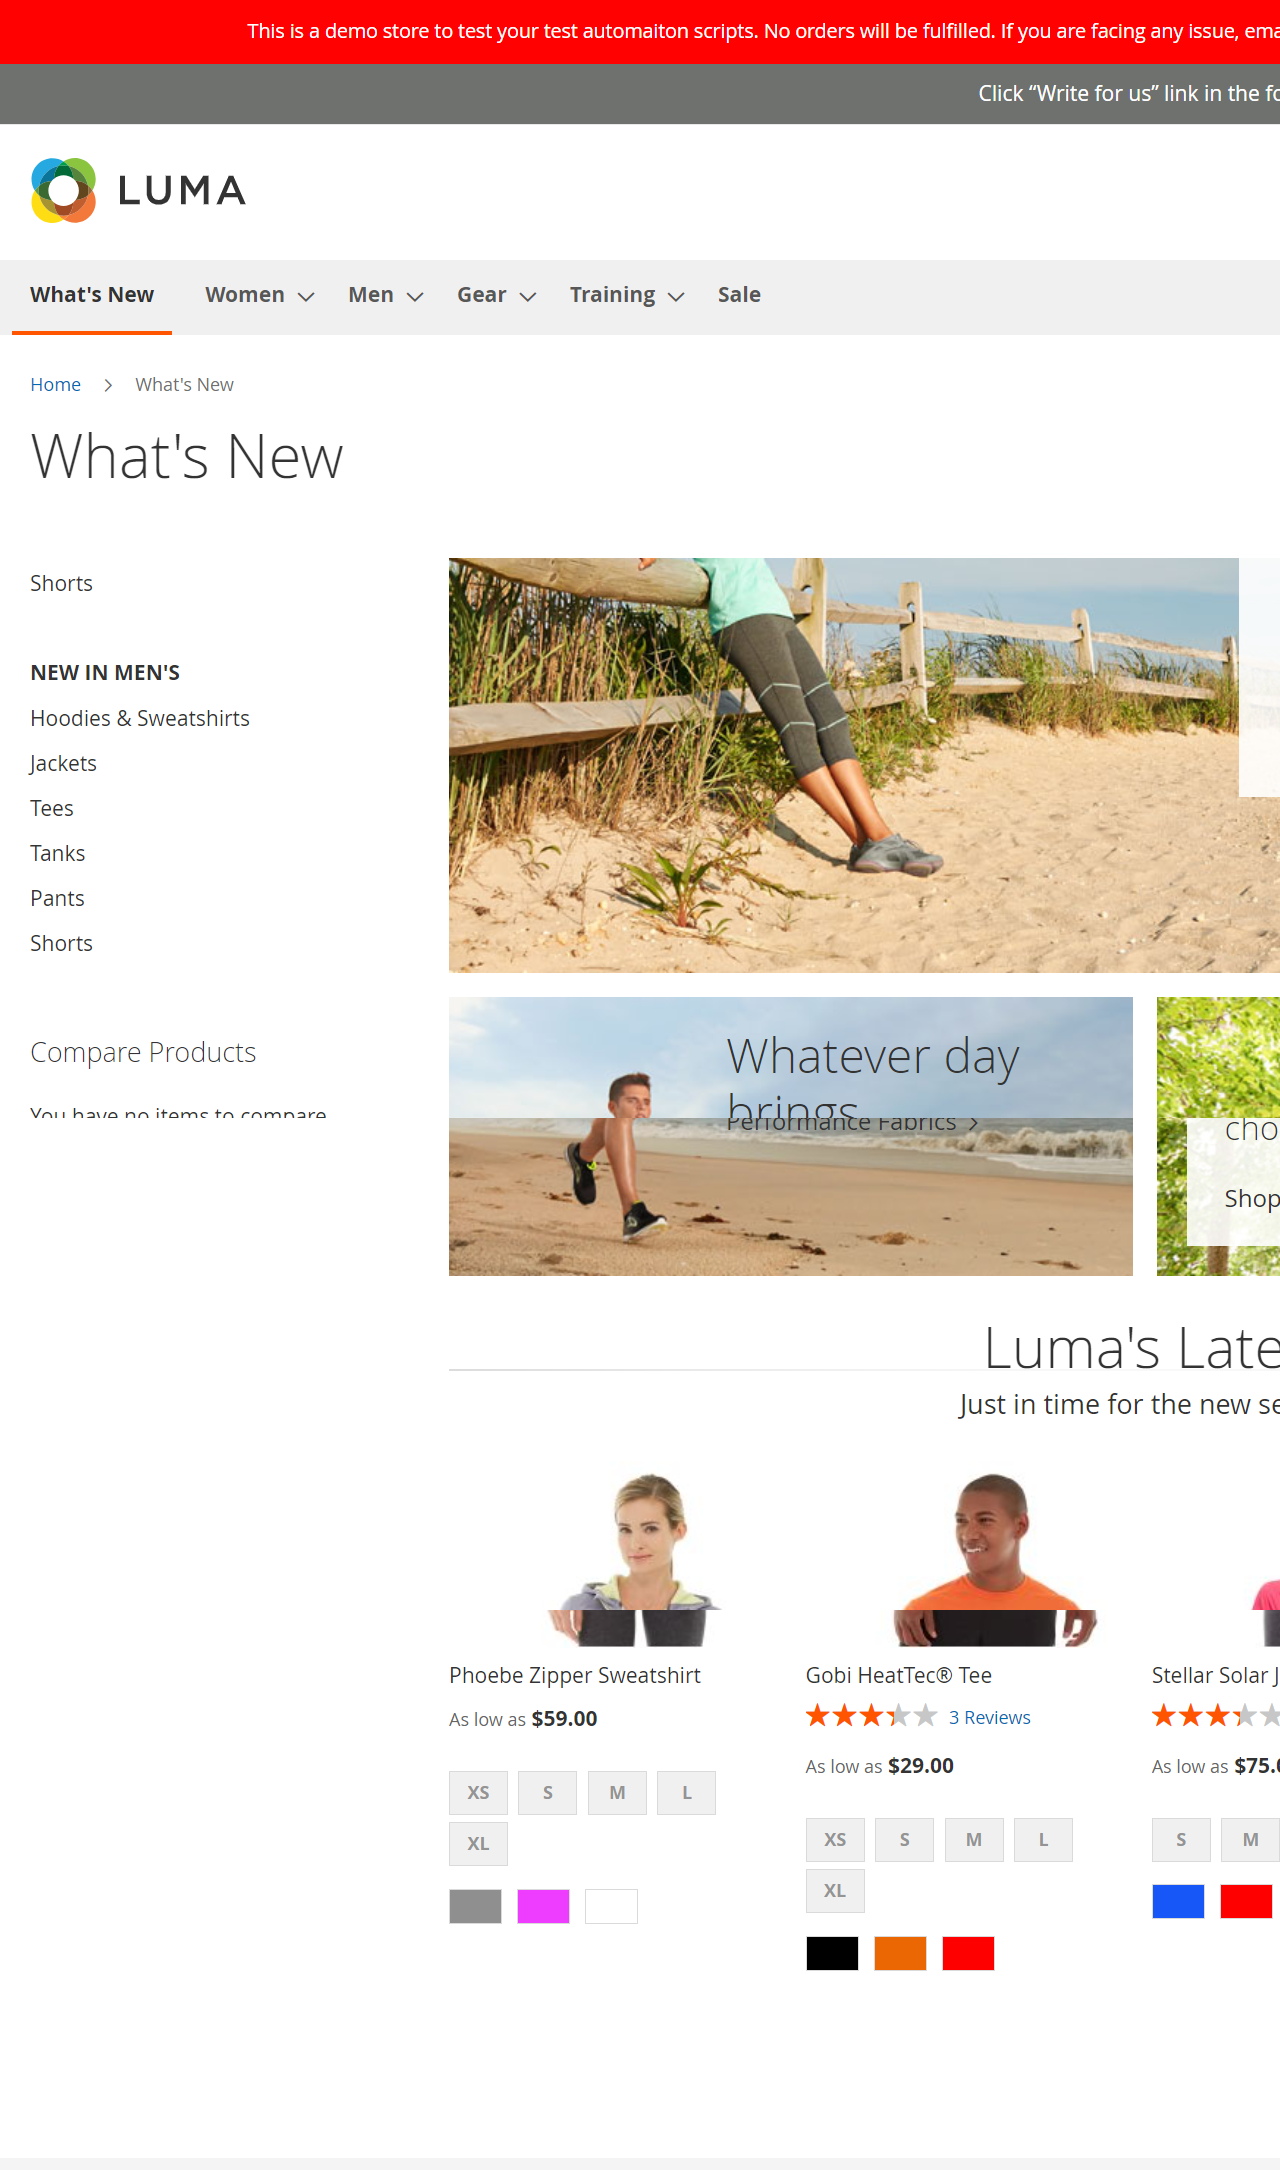 This is a demo store to test your test automaiton scripts. No orders will be fulfilled. If you are facing any issue, ema
Click “Write for us” link in the fo
LUMA
What's New Women Men Gear Training Sale
Home What's New
What's New
Shorts
NEW IN MEN'S
Hoodies & Sweatshirts
Jackets
Tees
Tanks
Pants
Shorts
Compare Products
You have no items to compare
Whatever day
brings
Performance Fabrics
cho
Shop
Luma's Late
Just in time for the new se
Phoebe Zipper Sweatshirt
As low as $59.00
XS S M L
XL
Gobi HeatTec® Tee
3 Reviews
As low as $29.00
XS S M L
XL
Stellar Solar J
As low as $75.0
S M